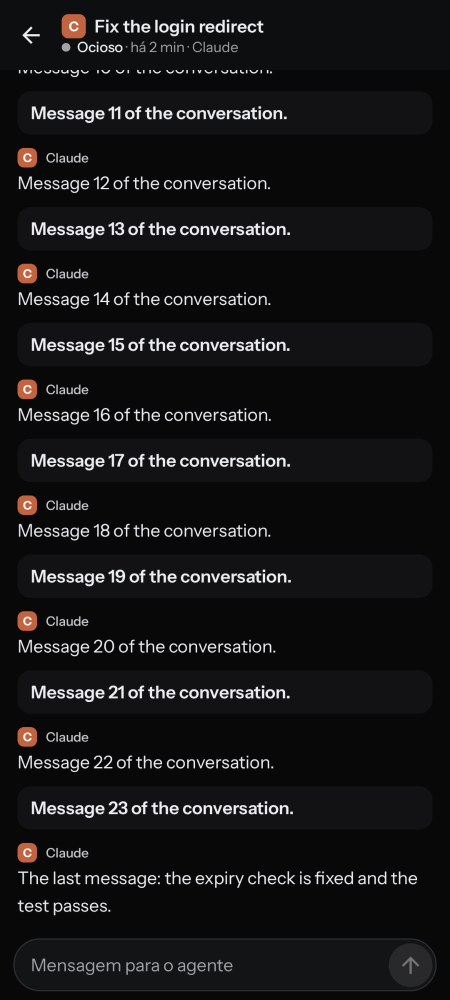 C Fix the login redirect
Ocioso · há 2 min · Claude
Message 10 of the conversation.
Message 11 of the conversation.
C Claude
Message 12 of the conversation.
Message 13 of the conversation.
C Claude
Message 14 of the conversation.
Message 15 of the conversation.
C Claude
Message 16 of the conversation.
Message 17 of the conversation.
C Claude
Message 18 of the conversation.
Message 19 of the conversation.
C Claude
Message 20 of the conversation.
Message 21 of the conversation.
C Claude
Message 22 of the conversation.
Message 23 of the conversation.
C Claude
The last message: the expiry check is fixed and the
test passes.
Mensagem para o agente